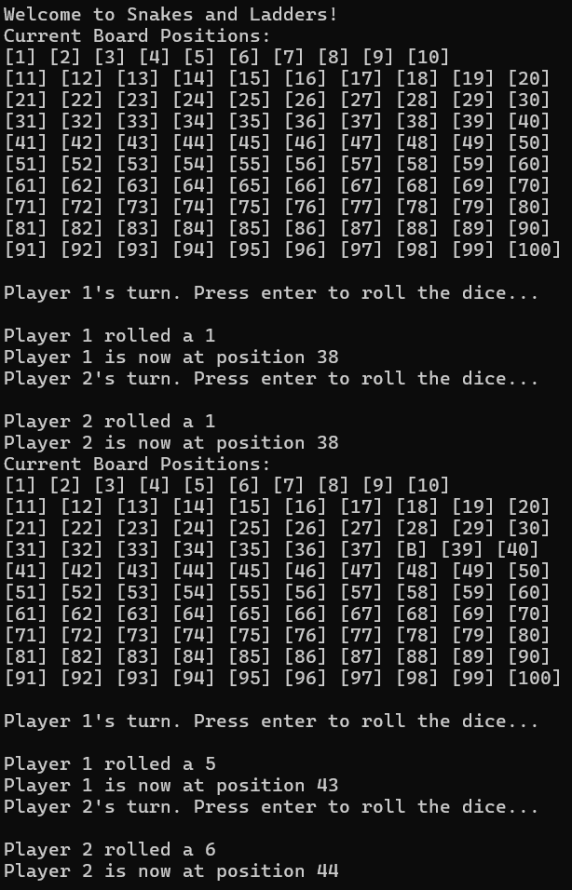 Welcome to Snakes and Ladders!
Current Board Positions:
[1] [2] [3] [4] [5] [6] [7] [8] [9] [10]
[11] [12] [13] [14] [15] [16] [17] [18] [19] [20]
[21] [22] [23] [24] [25] [26] [27] [28] [29] [30]
[31] [32] [33] [34] [35] [36] [37] [38] [39] [40]
[41] [42] [43] [44] [45] [46] [47] [48] [49] [50]
[51] [52] [53] [54] [55] [56] [57] [58] [59] [60]
[61] [62] [63] [64] [65] [66] [67] [68] [69] [70]
[71] [72] [73] [74] [75] [76] [77] [78] [79] [80]
[81] [82] [83] [84] [85] [86] [87] [88] [89] [90]
[91] [92] [93] [94] [95] [96] [97] [98] [99] [100]
Player 1's turn. Press enter to roll the dice...
Player 1 rolled a 1
Player 1 is now at position 38
Player 2's turn. Press enter to roll the dice...
Player 2 rolled a 1
Player 2 is now at position 38
Current Board Positions:
[1] [2] [3] [4] [5] [6] [7] [8] [9] [10]
[11] [12] [13] [14] [15] [16] [17] [18] [19] [20]
[21] [22] [23] [24] [25] [26] [27] [28] [29] [30]
[31] [32] [33] [34] [35] [36] [37] [B] [39] [40]
[41] [42] [43] [44] [45] [46] [47] [48] [49] [50]
[51] [52] [53] [54] [55] [56] [57] [58] [59] [60]
[61] [62] [63] [64] [65] [66] [67] [68] [69] [70]
[71] [72] [73] [74] [75] [76] [77] [78] [79] [80]
[81] [82] [83] [84] [85] [86] [87] [88] [89] [90]
[91] [92] [93] [94] [95] [96] [97] [98] [99] [100]
Player 1's turn. Press enter to roll the dice...
Player 1 rolled a 5
Player 1 is now at position 43
Player 2's turn. Press enter to roll the dice...
Player 2 rolled a 6
Player 2 is now at position 44